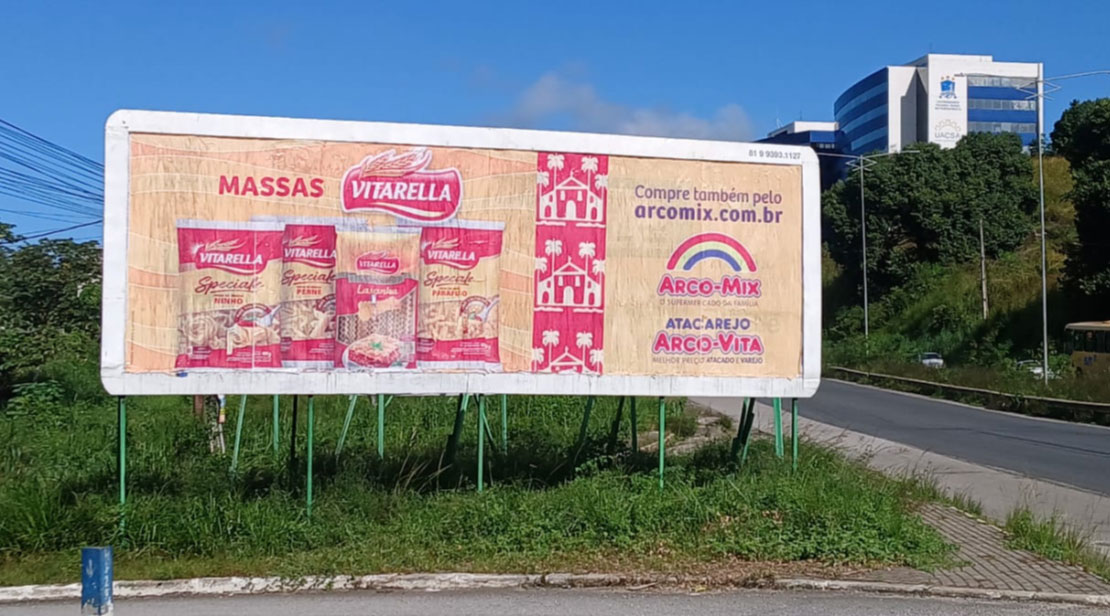 81 9 9393.1127
MASSAS
VITARELLA
VITARELLA
Speciale
NINHO
VITARELLA
Speciale
PENNE
VITARELLA
Lasanha
VITARELLA
Speciale
PARAFUSO
Compre também pelo
arcomix.com.br
ARCO-MIX
O SUPERMERCADO DA FAMÍLIA
ATACAREJO
ARCO-VITA
MELHOR PREÇO ATACADO E VAREJO
UACSA